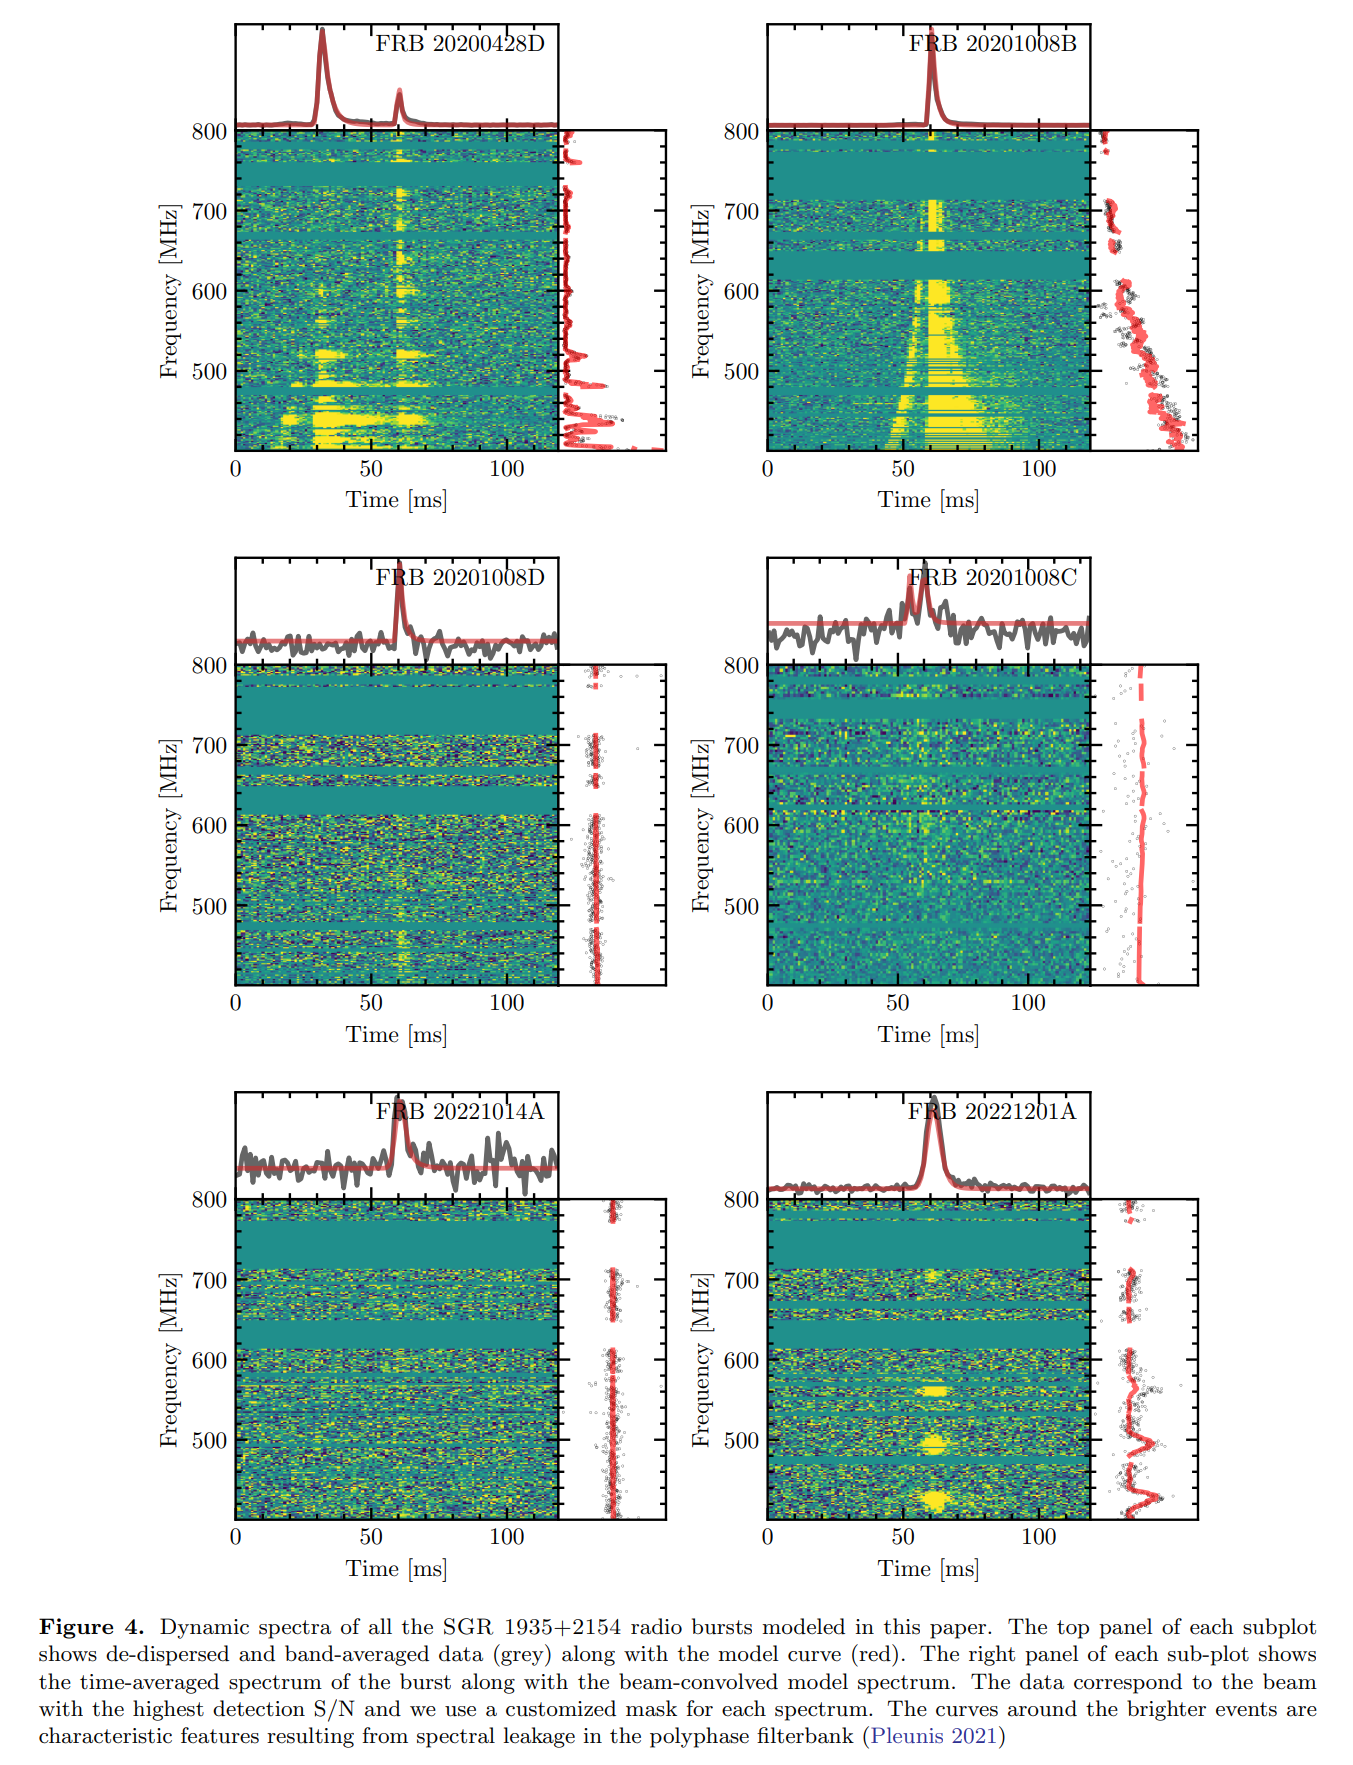 FRB 20200428D
800
700
600
500
Frequency [MHz]
0 50 100
Time [ms]
FRB 20201008B
800
700
600
500
Frequency [MHz]
0 50 100
Time [ms]
FRB 20201008D
800
700
600
500
Frequency [MHz]
0 50 100
Time [ms]
FRB 20201008C
800
700
600
500
Frequency [MHz]
0 50 100
Time [ms]
FRB 20221014A
800
700
600
500
Frequency [MHz]
0 50 100
Time [ms]
FRB 20221201A
800
700
600
500
Frequency [MHz]
0 50 100
Time [ms]
Figure 4. Dynamic spectra of all the SGR 1935+2154 radio bursts modeled in this paper. The top panel of each subplot
shows de-dispersed and band-averaged data (grey) along with the model curve (red). The right panel of each sub-plot shows
the time-averaged spectrum of the burst along with the beam-convolved model spectrum. The data correspond to the beam
with the highest detection S/N and we use a customized mask for each spectrum. The curves around the brighter events are
characteristic features resulting from spectral leakage in the polyphase filterbank (Pleunis 2021)